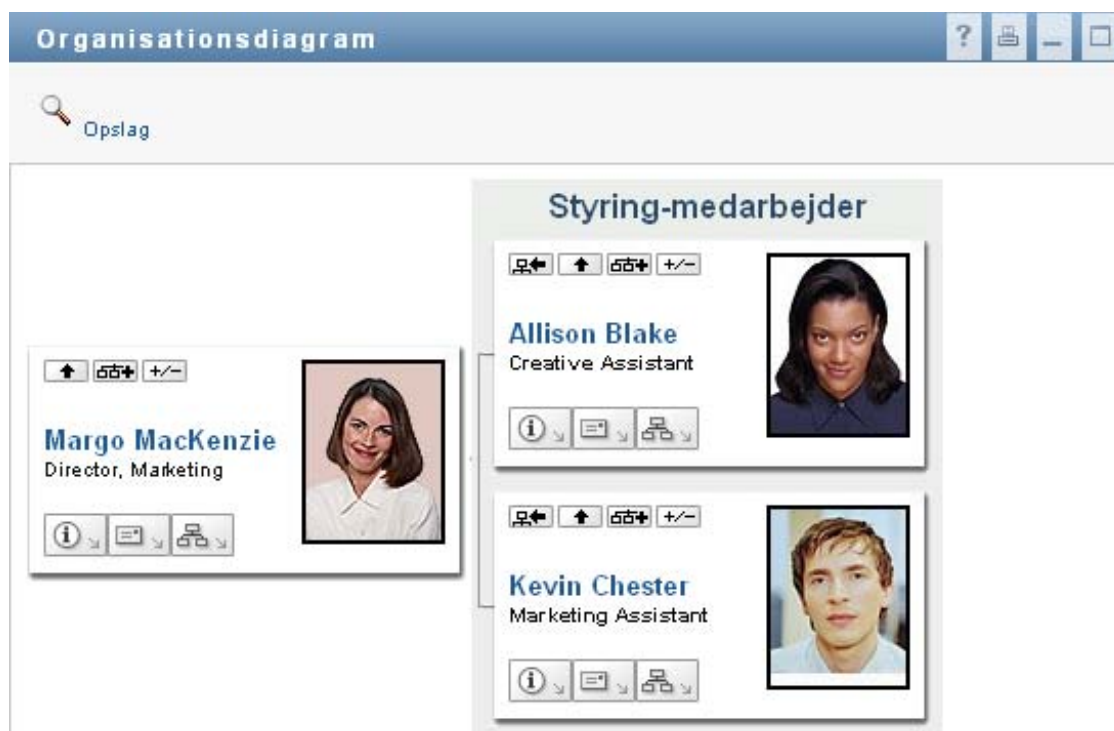 Organisationsdiagram
?
Opslag
Styring-medarbejder
+/-
Allison Blake
Creative Assistant
+/-
Margo MacKenzie
Director, Marketing
+/-
Kevin Chester
Marketing Assistant